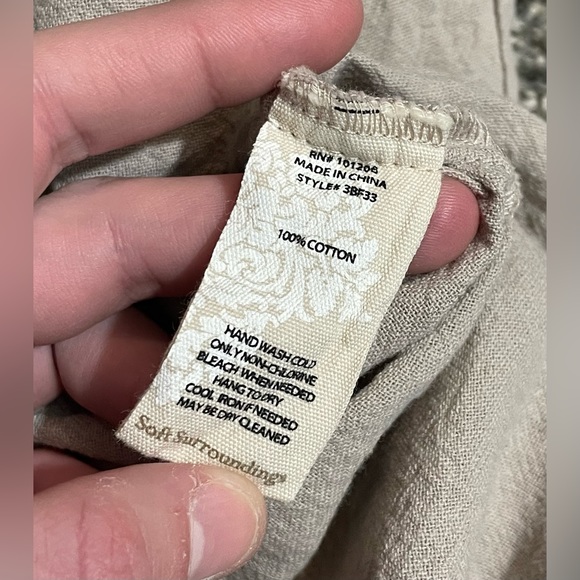 RN# 101206
MADE IN CHINA
STYLE# 3BF33
100% COTTON
HAND WASH COLD
ONLY NON-CHLORINE
BLEACH WHEN NEEDED
HANG TO DRY
COOL IRON IF NEEDED
MAY BE DRY CLEANED
Soft Surroundings®